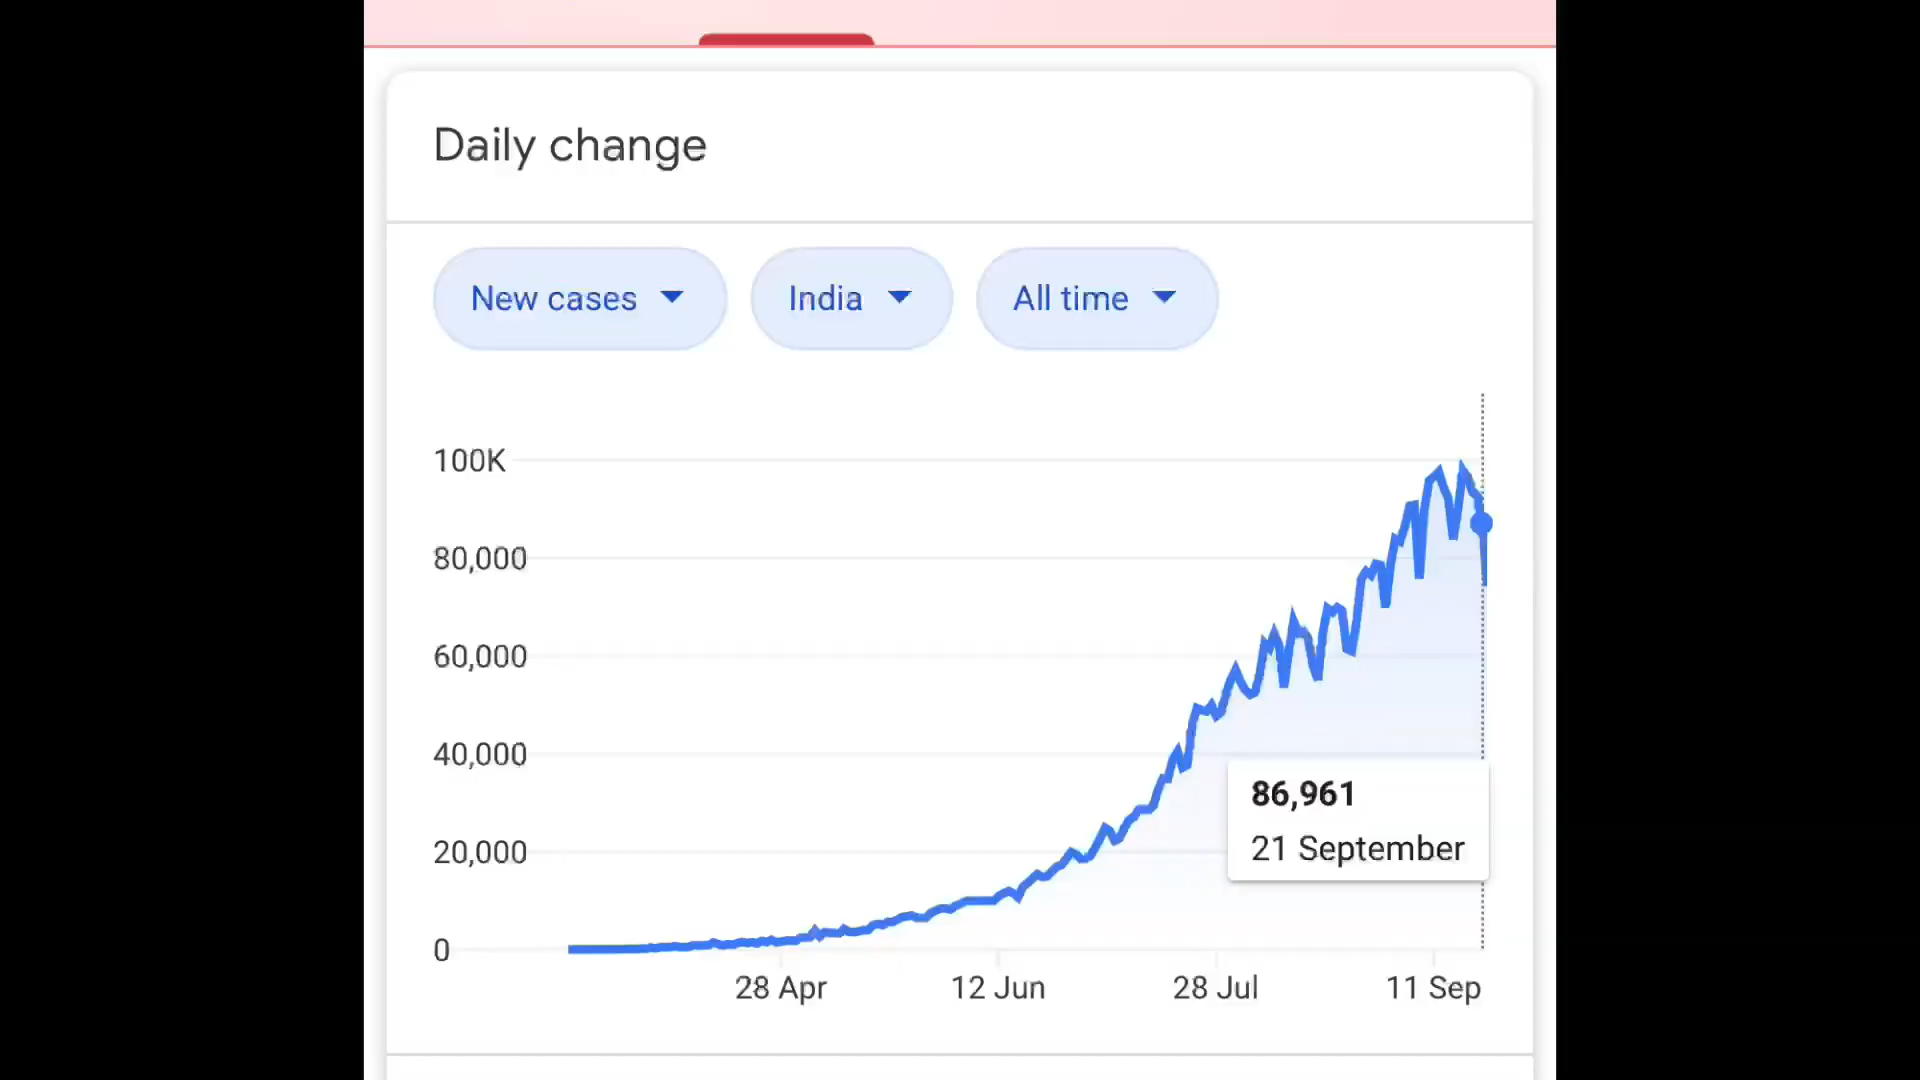 Daily change
New cases India All time
100K
80,000
60,000
40,000
20,000
0
86,961
21 September
28 Apr 12 Jun 28 Jul 11 Sep